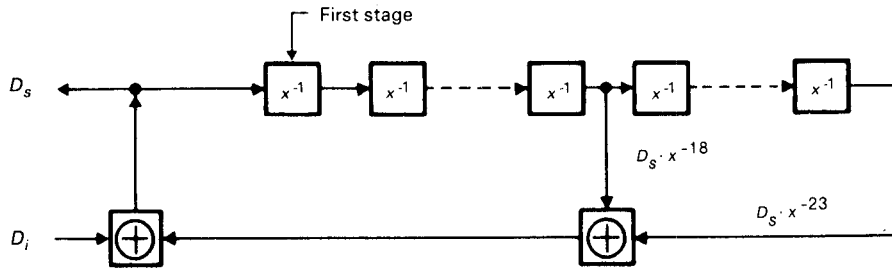 First stage
D_s
x⁻¹
x⁻¹
x⁻¹
x⁻¹
x⁻¹
D_s · x⁻¹⁸
D_s · x⁻²³
D_i